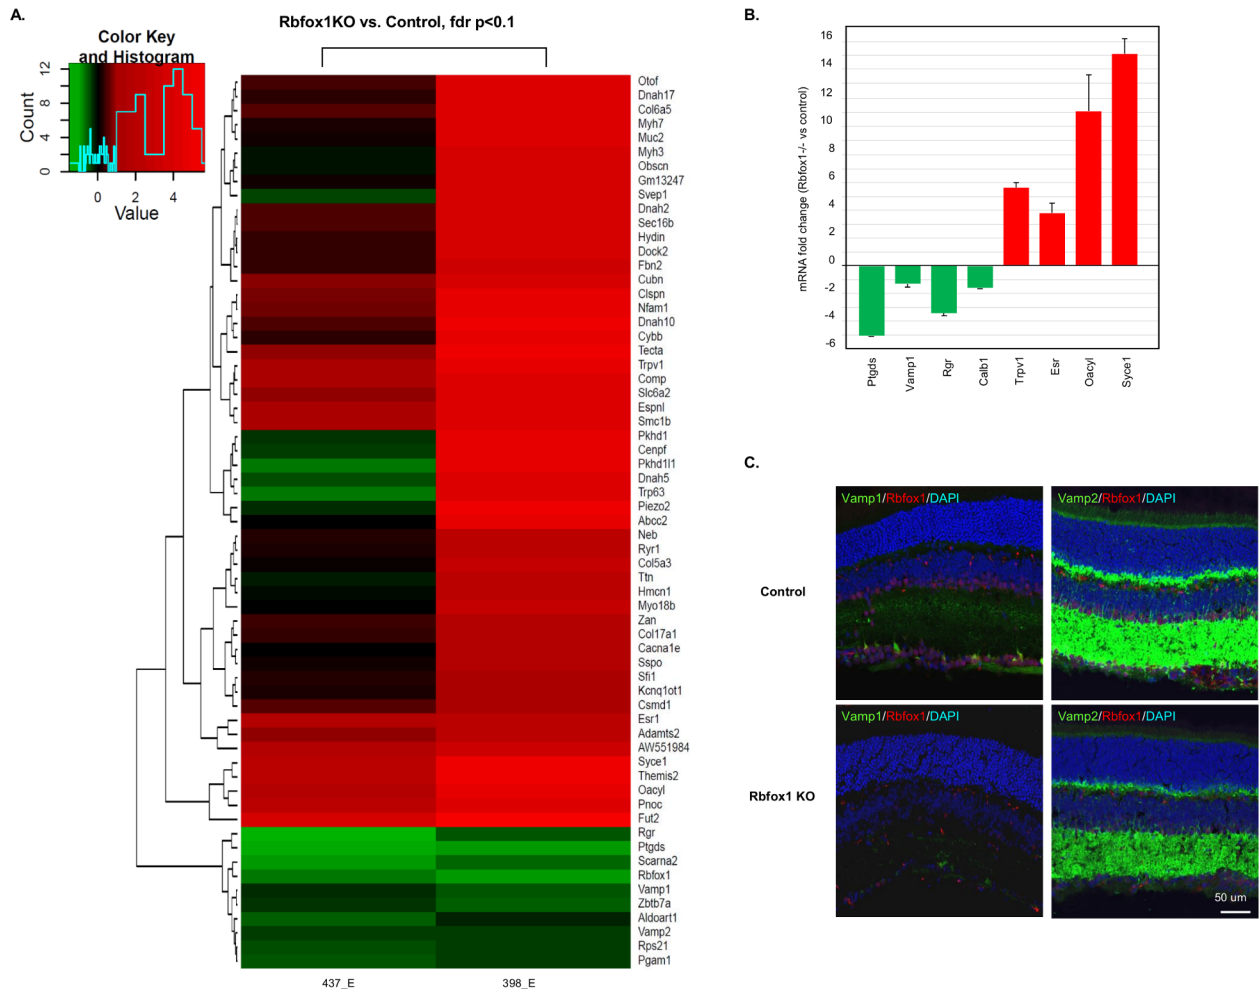 A.
Rbfox1KO vs. Control, fdr p<0.1
Color Key
and Histogram
Count
0
4
8
12
0
2
4
Value
Otof
Dnah17
Col6a5
Myh7
Muc2
Myh3
Obscn
Gm13247
Svep1
Dnah2
Sec16b
Hydin
Dock2
Fbn2
Cubn
Clspn
Nfam1
Dnah10
Cybb
Tecta
Trpv1
Comp
Slc6a2
Espnl
Smc1b
Pkhd1
Cenpf
Pkhd1l1
Dnah5
Trp63
Piezo2
Abcc2
Neb
Ryr1
Col5a3
Ttn
Hmcn1
Myo18b
Zan
Col17a1
Cacna1e
Sspo
Sfi1
Kcnq1ot1
Csmd1
Esr1
Adamts2
AW551984
Syce1
Themis2
Oacyl
Pnoc
Fut2
Rgr
Ptgds
Scarna2
Rbfox1
Vamp1
Zbtb7a
Aldoart1
Vamp2
Rps21
Pgam1
437_E
398_E
B.
mRNA fold change (Rbfox1-/- vs control)
16
14
12
10
8
6
4
2
0
-2
-4
-6
Ptgds
Vamp1
Rgr
Calb1
Trpv1
Esr
Oacyl
Syce1
C.
Vamp1/Rbfox1/DAPI
Vamp2/Rbfox1/DAPI
Control
Vamp1/Rbfox1/DAPI
Vamp2/Rbfox1/DAPI
Rbfox1 KO
50 um